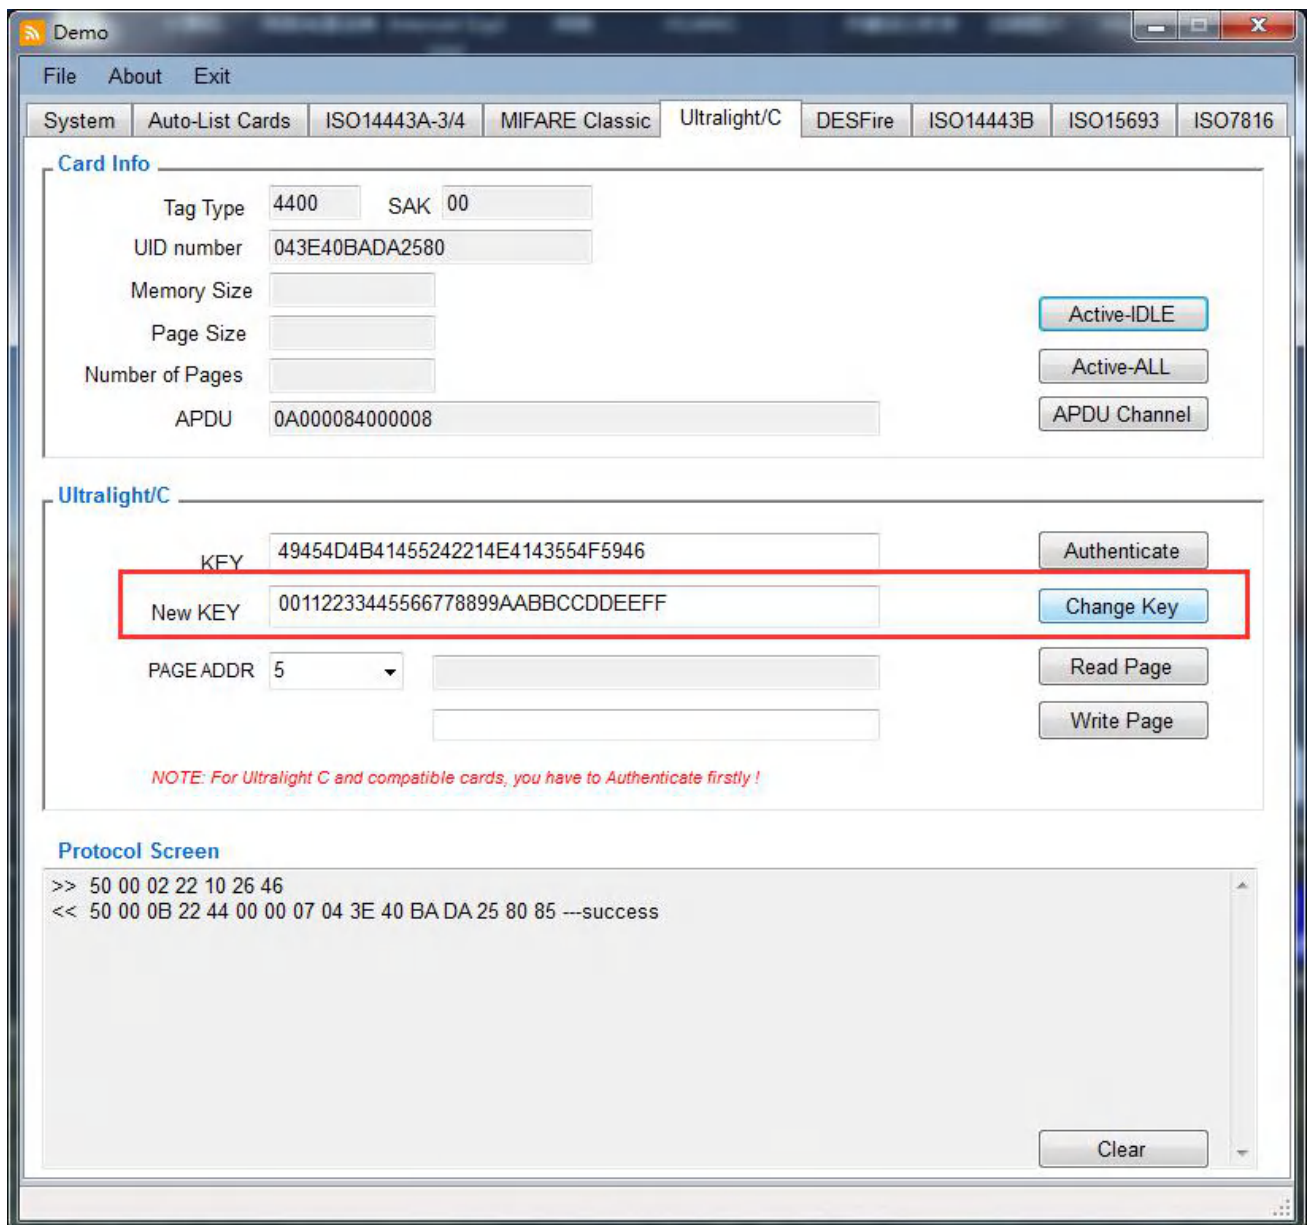 Demo
File About Exit
System Auto-List Cards ISO14443A-3/4 MIFARE Classic Ultralight/C DESFire ISO14443B ISO15693 ISO7816
Card Info
Tag Type 4400 SAK 00
UID number 043E40BADA2580
Memory Size
Page Size
Active-IDLE
Number of Pages
Active-ALL
APDU 0A000084000008
APDU Channel
Ultralight/C
KEY 49454D4B41455242214E4143554F5946 Authenticate
New KEY 00112233445566778899AABBCCDDEEFF Change Key
PAGE ADDR 5 Read Page
Write Page
NOTE: For Ultralight C and compatible cards, you have to Authenticate firstly !
Protocol Screen
>> 50 00 02 22 10 26 46
<< 50 00 0B 22 44 00 00 07 04 3E 40 BA DA 25 80 85 ---success
Clear